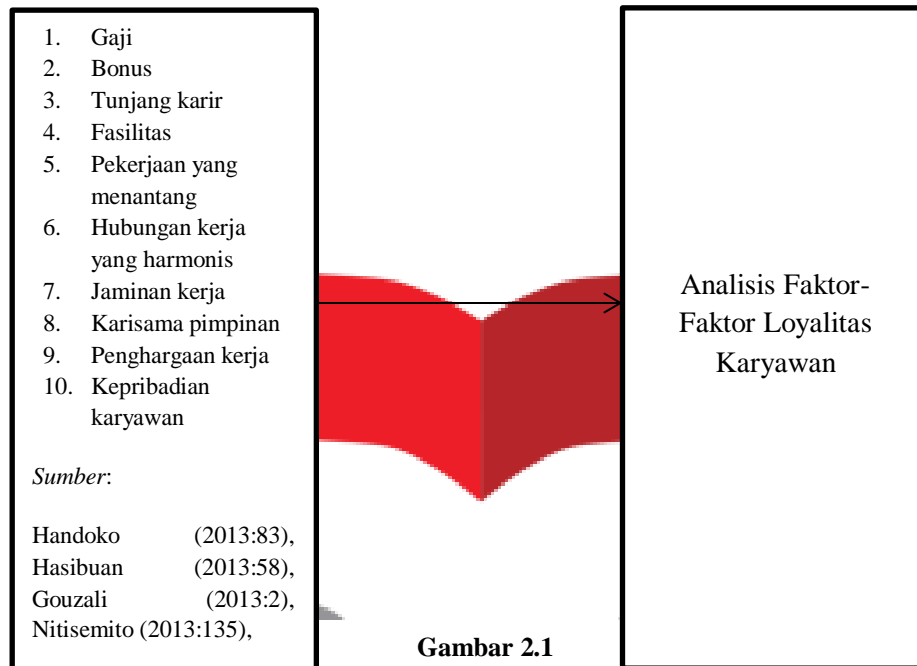 1. Gaji
2. Bonus
3. Tunjang karir
4. Fasilitas
5. Pekerjaan yang
menantang
6. Hubungan kerja
yang harmonis
7. Jaminan kerja
8. Karisama pimpinan
9. Penghargaan kerja
10. Kepribadian
karyawan
Sumber:
Handoko (2013:83),
Hasibuan (2013:58),
Gouzali (2013:2),
Nitisemito (2013:135),
Analisis Faktor-
Faktor Loyalitas
Karyawan
Gambar 2.1